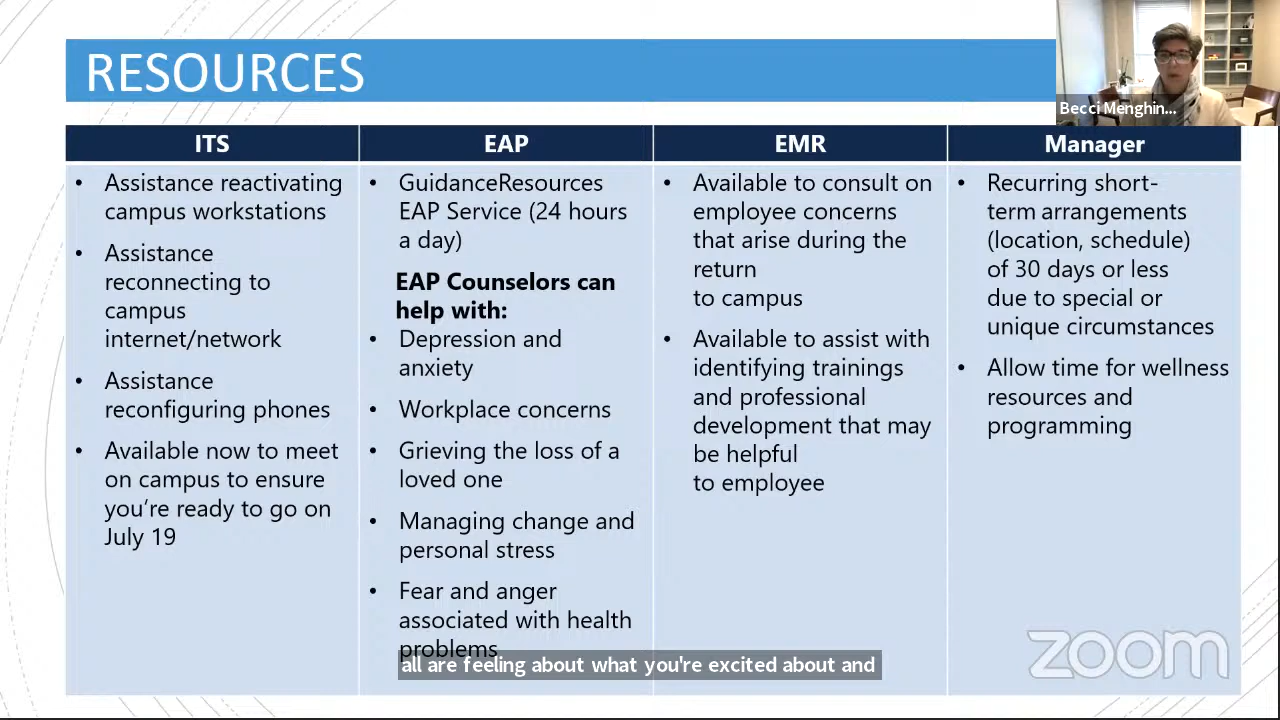 RESOURCES
Becci Menghin...
ITS
EAP
EMR
Manager
• Assistance reactivating
campus workstations
• Assistance
reconnecting to
campus
internet/network
• Assistance
reconfiguring phones
• Available now to meet
on campus to ensure
you’re ready to go on
July 19
• GuidanceResources
EAP Service (24 hours
a day)
EAP Counselors can
help with:
• Depression and
anxiety
• Workplace concerns
• Grieving the loss of a
loved one
• Managing change and
personal stress
• Fear and anger
associated with health
problems
• Available to consult on
employee concerns
that arise during the
return
to campus
• Available to assist with
identifying trainings
and professional
development that may
be helpful
to employee
• Recurring short-
term arrangements
(location, schedule)
of 30 days or less
due to special or
unique circumstances
• Allow time for wellness
resources and
programming
all are feeling about what you're excited about and
zoom